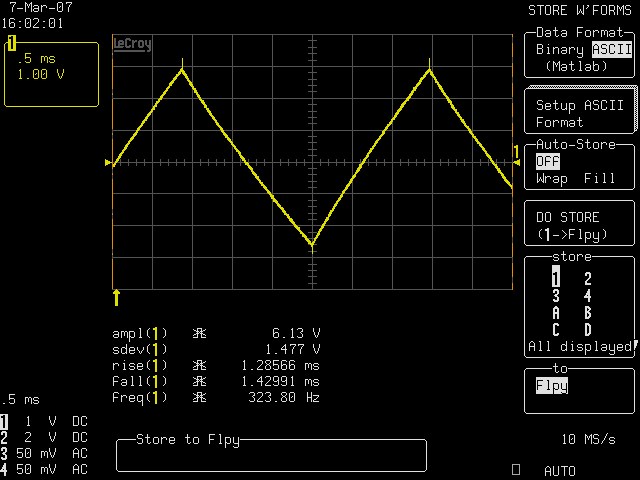 7-Mar-07
16:02:01
1
.5 ms
1.00 V
LeCroy
1
ampl(1) 6.13 V
sdev(1) 1.477 V
rise(1) 1.28566 ms
fall(1) 1.42991 ms
freq(1) 323.80 Hz
.5 ms
1 1 V DC
2 2 V DC
3 50 mV AC
4 50 mV AC
Store to Flpy
STORE W'FORMS
Data Format
Binary ASCII
(Matlab)
Setup ASCII
Format
Auto-Store
Off
Wrap Fill
DO STORE
(1->Flpy)
store
1 2
3 4
A B
C D
All displayed
to
Flpy
10 MS/s
AUTO